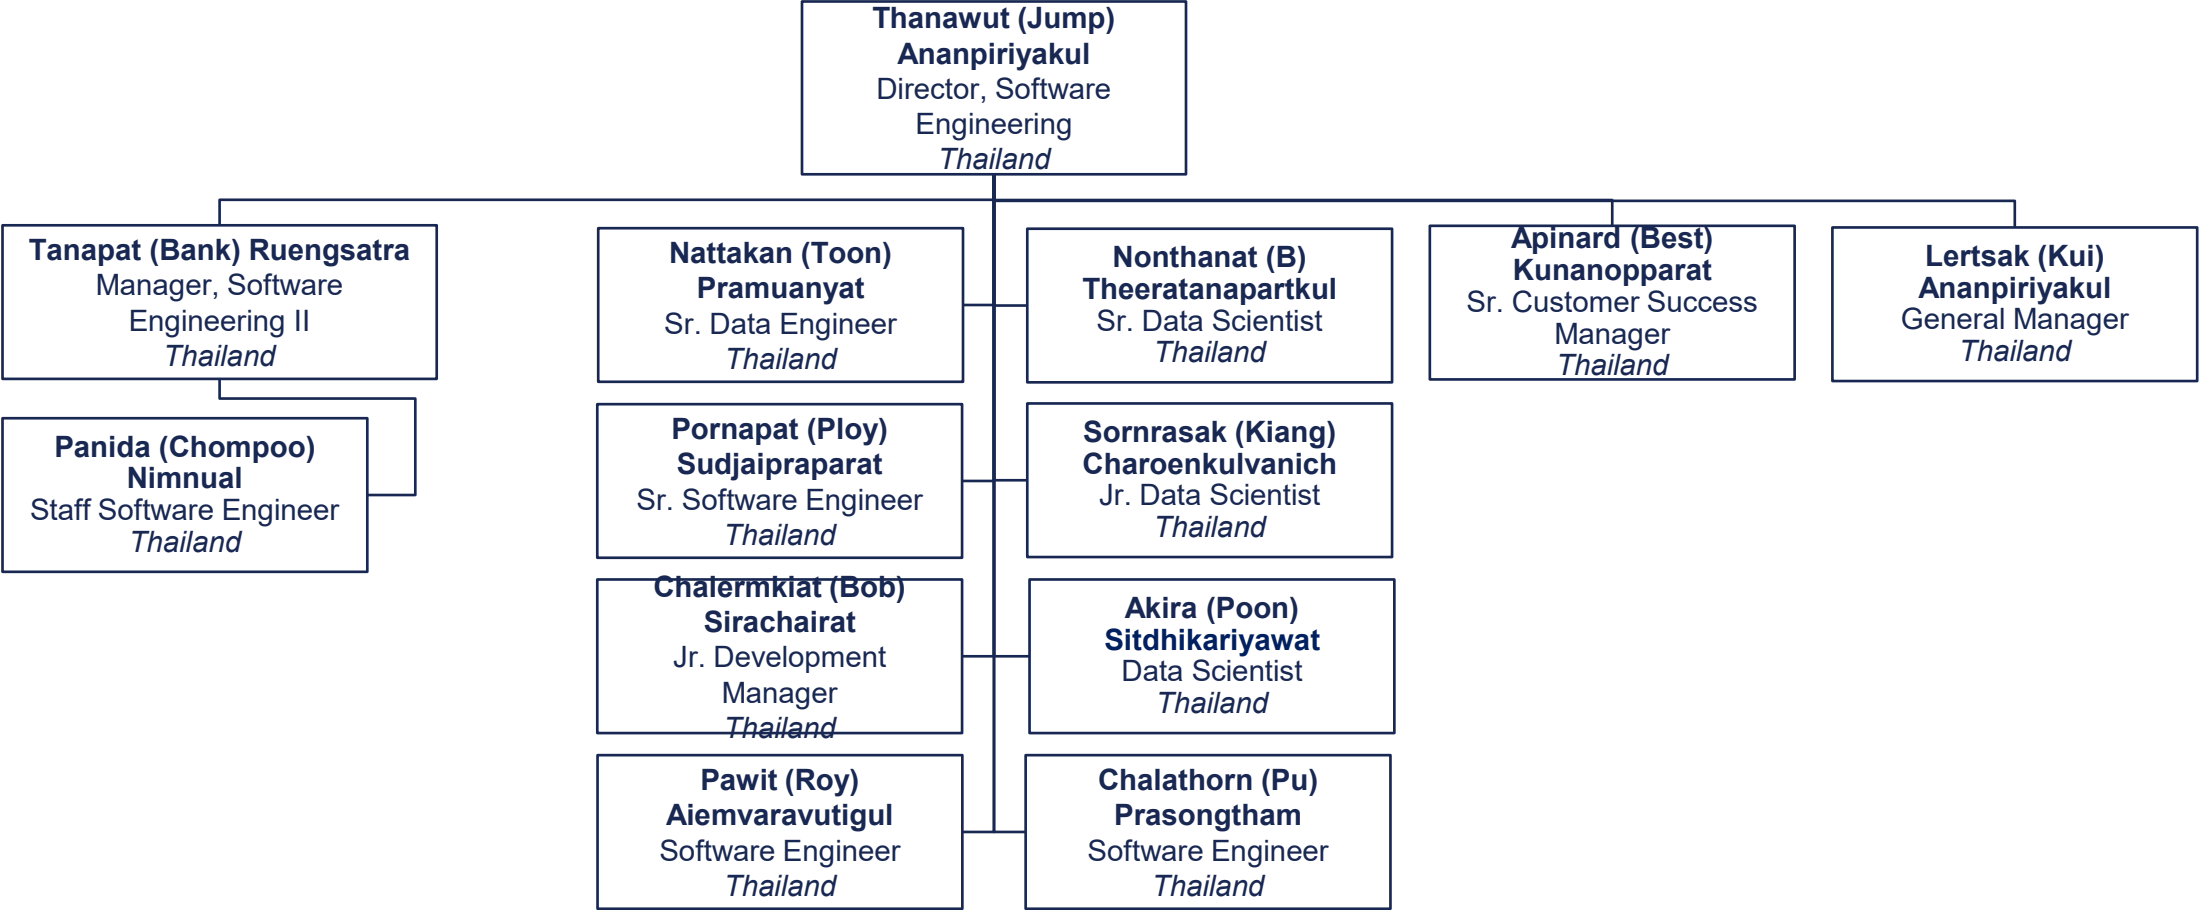 Thanawut (Jump)
Ananpiriyakul
Director, Software
Engineering
Thailand
Tanapat (Bank) Ruengsatra
Manager, Software
Engineering II
Thailand
Nattakan (Toon)
Pramuanyat
Sr. Data Engineer
Thailand
Nonthanat (B)
Theeratanapartkul
Sr. Data Scientist
Thailand
Apinard (Best)
Kunanopparat
Sr. Customer Success
Manager
Thailand
Lertsak (Kui)
Ananpiriyakul
General Manager
Thailand
Panida (Chompoo)
Nimnual
Staff Software Engineer
Thailand
Pornapat (Ploy)
Sudjaipraparat
Sr. Software Engineer
Thailand
Sornrasak (Kiang)
Charoenkulvanich
Jr. Data Scientist
Thailand
Chalermkiat (Bob)
Sirachairat
Jr. Development
Manager
Thailand
Akira (Poon)
Sitdhikariyawat
Data Scientist
Thailand
Pawit (Roy)
Aiemvaravutigul
Software Engineer
Thailand
Chalathorn (Pu)
Prasongtham
Software Engineer
Thailand